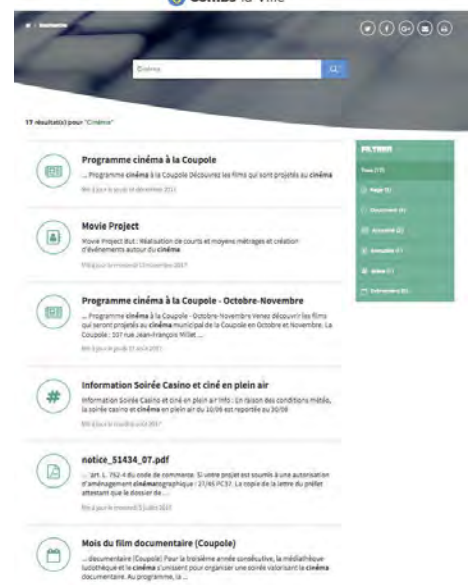 Combs la Ville
Cinéma
17 résultat(s) pour "Cinéma"
FILTRER
Tous (17)
Programme cinéma à la Coupole
... Programme cinéma à la Coupole Découvrez les films qui sont projetés au cinéma
Movie Project
Movie Project But : Réalisation de courts et moyens métrages et création
d'événements autour du cinéma
Programme cinéma à la Coupole - Octobre-Novembre
... Programme cinéma à la Coupole - Octobre-Novembre Venez découvrir les films
qui seront projetés au cinéma municipal de la Coupole en Octobre et Novembre. La
Coupole : 107 rue Jean-François Millet ...
Information Soirée Casino et ciné en plein air
Information Soirée Casino et ciné en plein air Info : En raison des conditions météo,
la soirée casino et cinéma en plein air du 10/06 est reportée au 30/06
notice_51434_07.pdf
... art. L. 752-4 du code de commerce. Si votre projet est soumis à une autorisation
d'aménagement cinématographique : PC37. La copie de la lettre du préfet
attestant que le dossier de ...
Mois du film documentaire (Coupole)
... documentaire (Coupole) Pour la troisième année consécutive, la médiathèque
ludothèque et le cinéma s'unissent pour organiser une soirée valorisant le cinéma
documentaire. Au programme, la ...